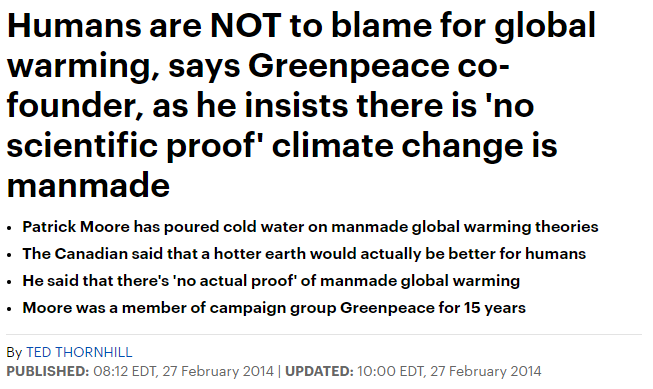 Humans are NOT to blame for global
warming, says Greenpeace co-
founder, as he insists there is 'no
scientific proof' climate change is
manmade
• Patrick Moore has poured cold water on manmade global warming theories
• The Canadian said that a hotter earth would actually be better for humans
• He said that there's 'no actual proof' of manmade global warming
• Moore was a member of campaign group Greenpeace for 15 years
By TED THORNHILL
PUBLISHED: 08:12 EDT, 27 February 2014 | UPDATED: 10:00 EDT, 27 February 2014